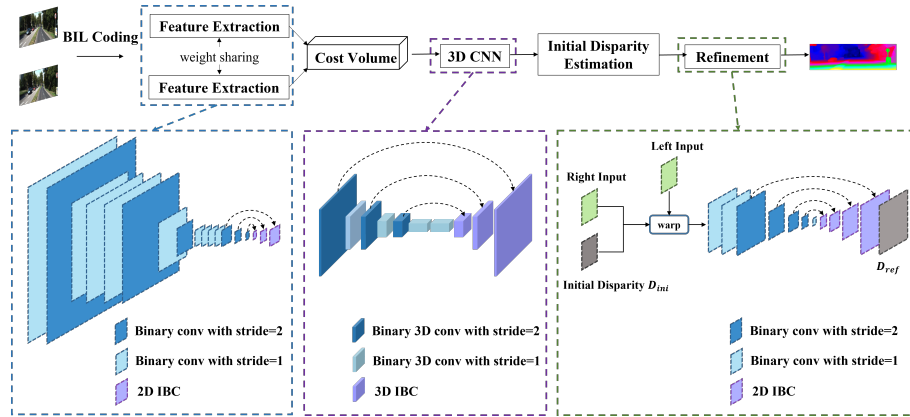 BIL Coding
Feature Extraction
weight sharing
Feature Extraction
Cost Volume
3D CNN
Initial Disparity
Estimation
Refinement
Binary conv with stride=2
Binary conv with stride=1
2D IBC
Binary 3D conv with stride=2
Binary 3D conv with stride=1
3D IBC
Left Input
Right Input
warp
Initial Disparity D_ini
D_ref
Binary conv with stride=2
Binary conv with stride=1
2D IBC